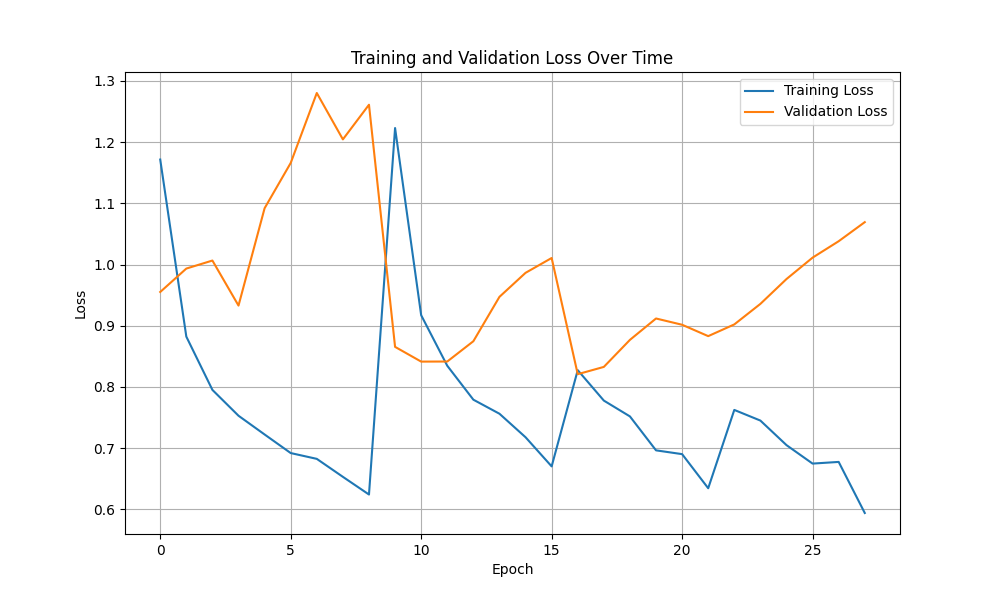 Training and Validation Loss Over Time
Training Loss
Validation Loss
1.3
1.2
1.1
1.0
0.9
0.8
0.7
0.6
Loss
0 5 10 15 20 25
Epoch